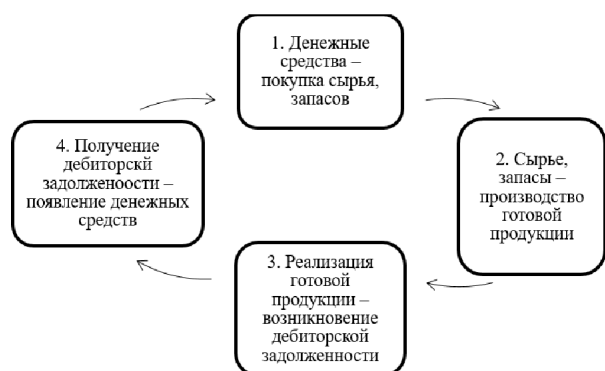 1. Денежные
средства –
покупка сырья,
запасов
2. Сырье,
запасы –
производство
готовой
продукции
3. Реализация
готовой
продукции –
возникновение
дебиторской
задолженности
4. Получение
дебиторскй
задолженоости –
появление денежных
средств